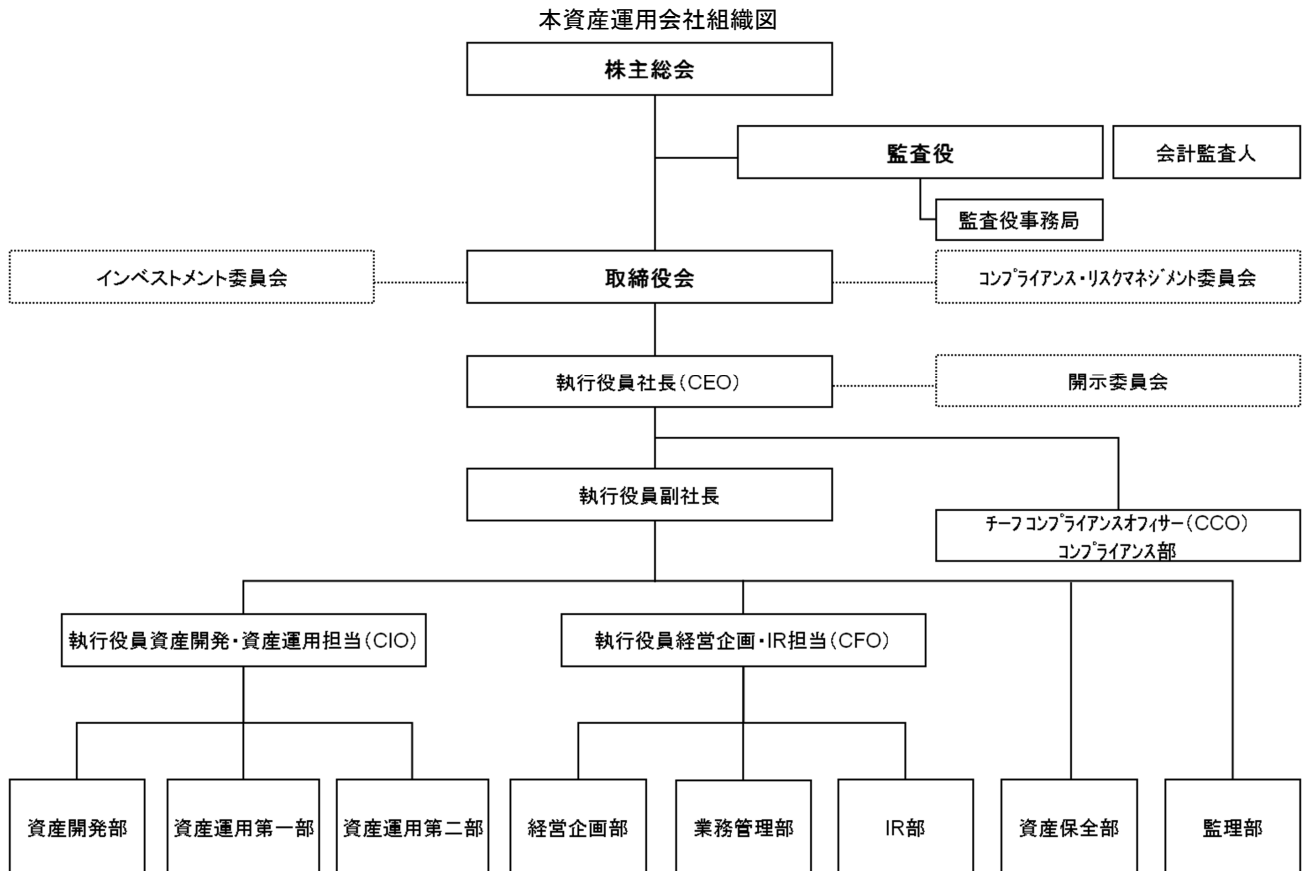 本資産運用会社組織図
株主総会
監査役
会計監査人
監査役事務局
インベストメント委員会
取締役会
コンプライアンス・リスクマネジメント委員会
執行役員社長(CEO)
開示委員会
執行役員副社長
チーフコンプライアンスオフィサー(CCO)
コンプライアンス部
執行役員資産開発・資産運用担当(CIO)
執行役員経営企画・IR担当(CFO)
資産開発部
資産運用第一部
資産運用第二部
経営企画部
業務管理部
IR部
資産保全部
監理部